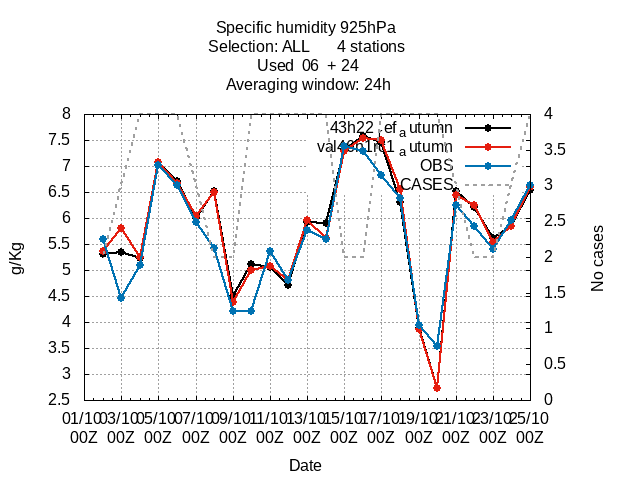 Specific humidity 925hPa
Selection: ALL 4 stations
Used 06 + 24
Averaging window: 24h
8
7.5
7
6.5
6
5.5
5
4.5
4
3.5
3
2.5
g/Kg
4
3.5
3
2.5
2
1.5
1
0.5
0
No cases
utumn
utumn
OBS
CASES
01/10 03/10 05/10 07/10 09/10 11/10 13/10 15/10 17/10 19/10 21/10 23/10 25/10
00Z 00Z 00Z 00Z 00Z 00Z 00Z 00Z 00Z 00Z 00Z 00Z 00Z
Date